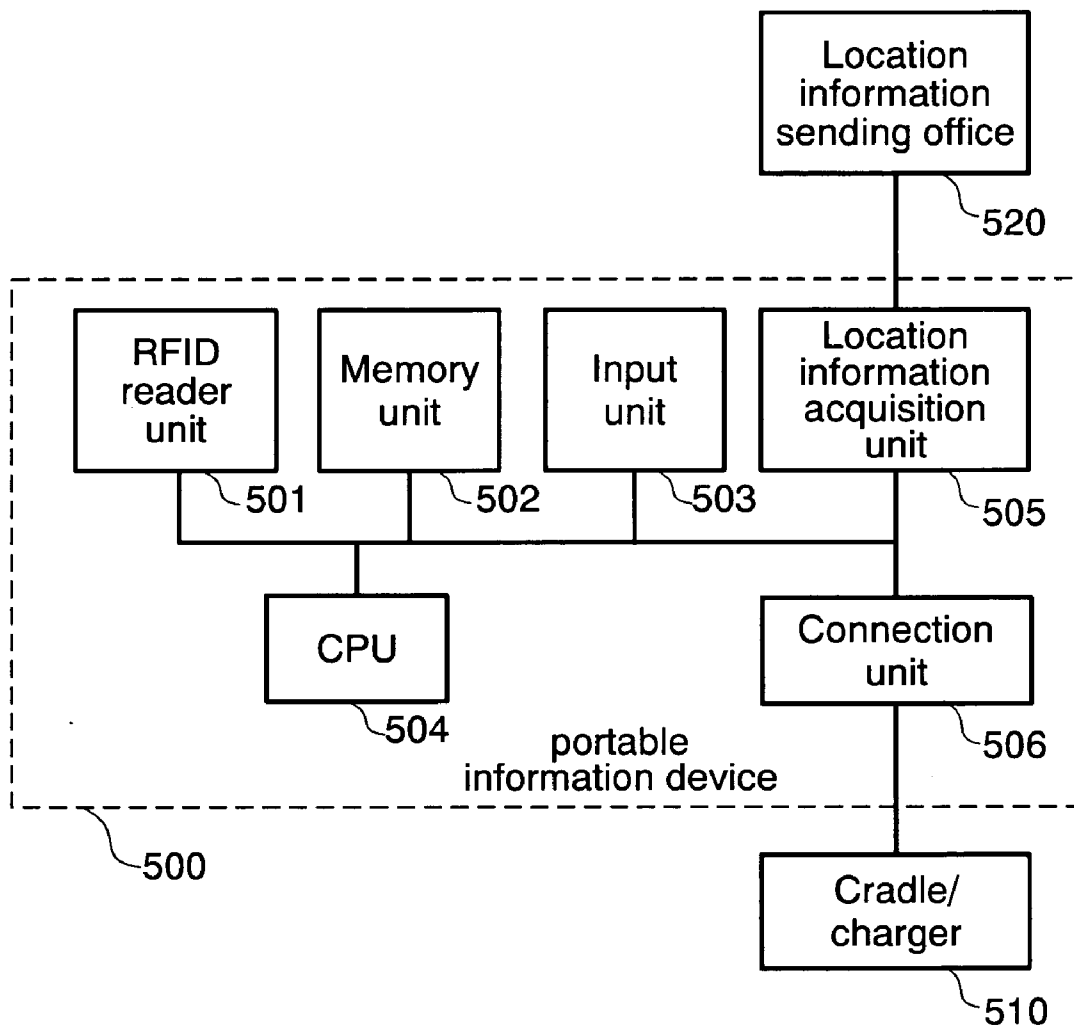 Location
information
sending office
520
RFID
reader
unit
501
Memory
unit
502
Input
unit
503
Location
information
acquisition
unit
505
CPU
504
Connection
unit
506
portable
information device
500
Cradle/
charger
510